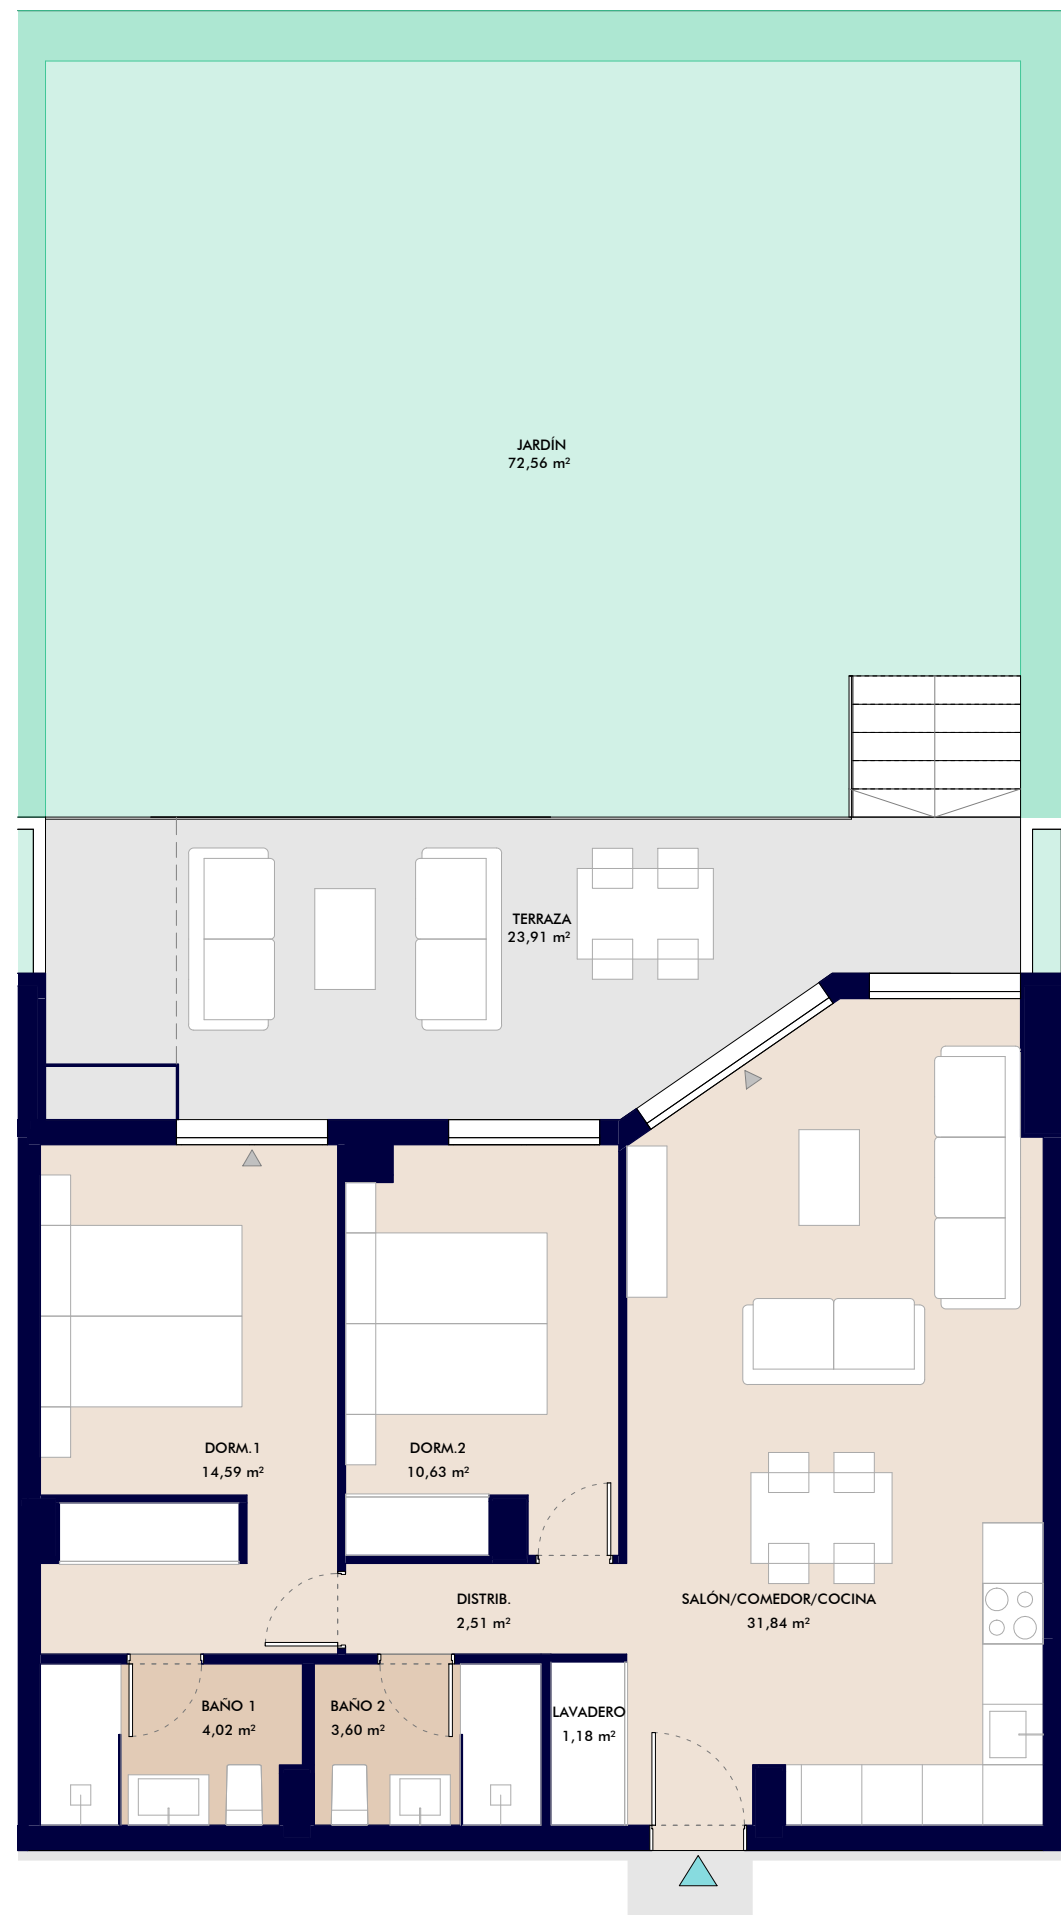 JARDÍN
72,56 m²
TERRAZA
23,91 m²
DORM.1
14,59 m²
DORM.2
10,63 m²
DISTRIB.
2,51 m²
SALÓN/COMEDOR/COCINA
31,84 m²
BAÑO 1
4,02 m²
BAÑO 2
3,60 m²
LAVADERO
1,18 m²